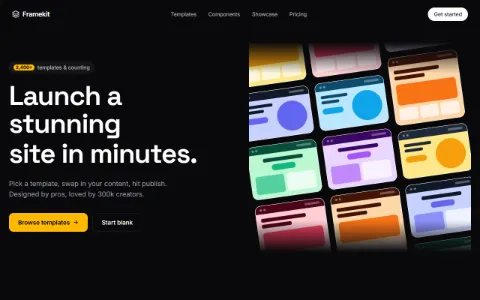 Framekit
Templates
Components
Showcase
Pricing
Get started
2,400+ templates & counting
Launch a
stunning
site in minutes.
Pick a template, swap in your content, hit publish.
Designed by pros, loved by 300k creators.
Browse templates →
Start blank